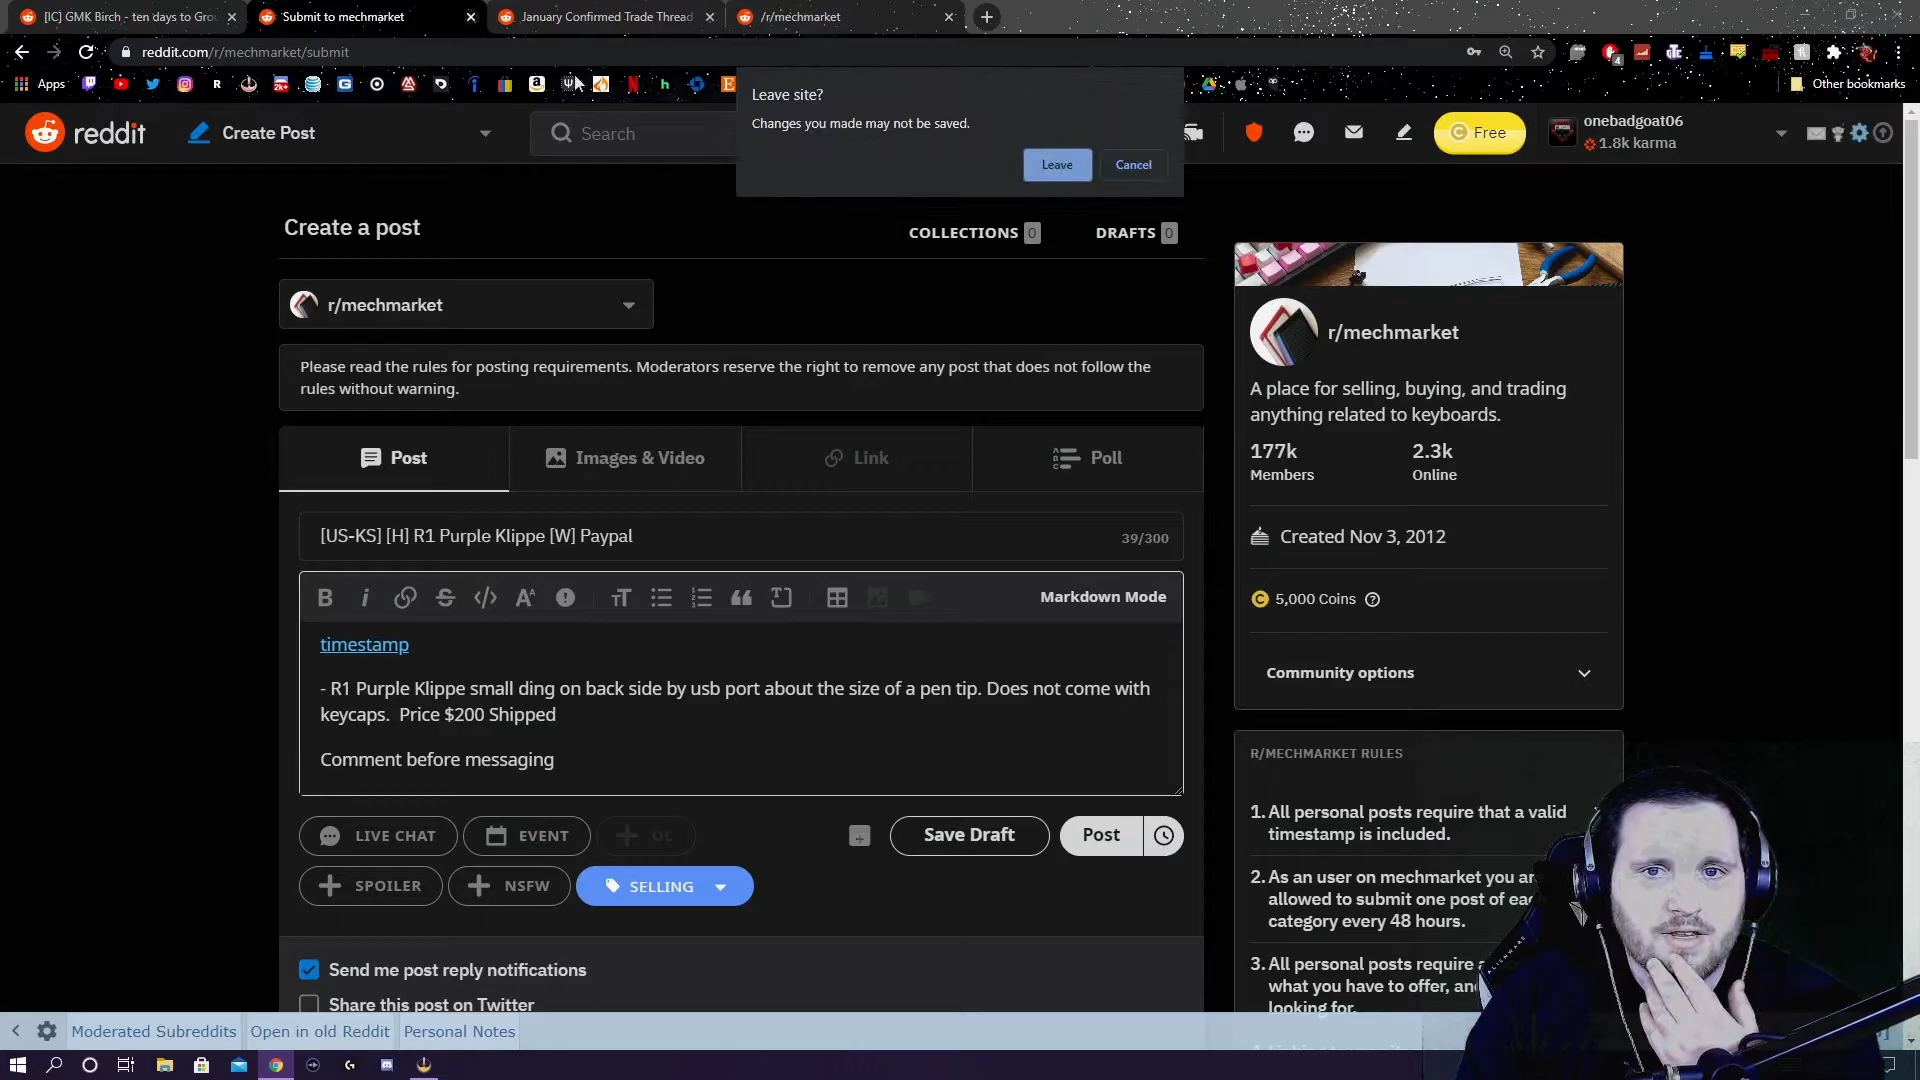 [IC] GMK Birch - ten days to Gro
Submit to mechmarket
January Confirmed Trade Thread
/r/mechmarket
reddit.com/r/mechmarket/submit
4
Apps
Other bookmarks
Leave site?
Changes you made may not be saved.
Leave
Cancel
reddit
Create Post
Search
Free
onebadgoat06
1.8k karma
Create a post
COLLECTIONS 0
DRAFTS 0
r/mechmarket
Please read the rules for posting requirements. Moderators reserve the right to remove any post that does not follow the
rules without warning.
Post
Images & Video
Link
Poll
[US-KS] [H] R1 Purple Klippe [W] Paypal
39/300
Markdown Mode
timestamp
- R1 Purple Klippe small ding on back side by usb port about the size of a pen tip. Does not come with
keycaps.  Price $200 Shipped
Comment before messaging
LIVE CHAT
EVENT
OC
Save Draft
Post
SPOILER
NSFW
SELLING
Send me post reply notifications
Share this post on Twitter
r/mechmarket
A place for selling, buying, and trading
anything related to keyboards.
177k
Members
2.3k
Online
Created Nov 3, 2012
5,000 Coins
Community options
R/MECHMARKET RULES
1. All personal posts require that a valid
timestamp is included.
2. As an user on mechmarket you are
allowed to submit one post of each
category every 48 hours.
3. All personal posts require
what you have to offer, and
looking for.
ALIENWARE
Moderated Subreddits
Open in old Reddit
Personal Notes